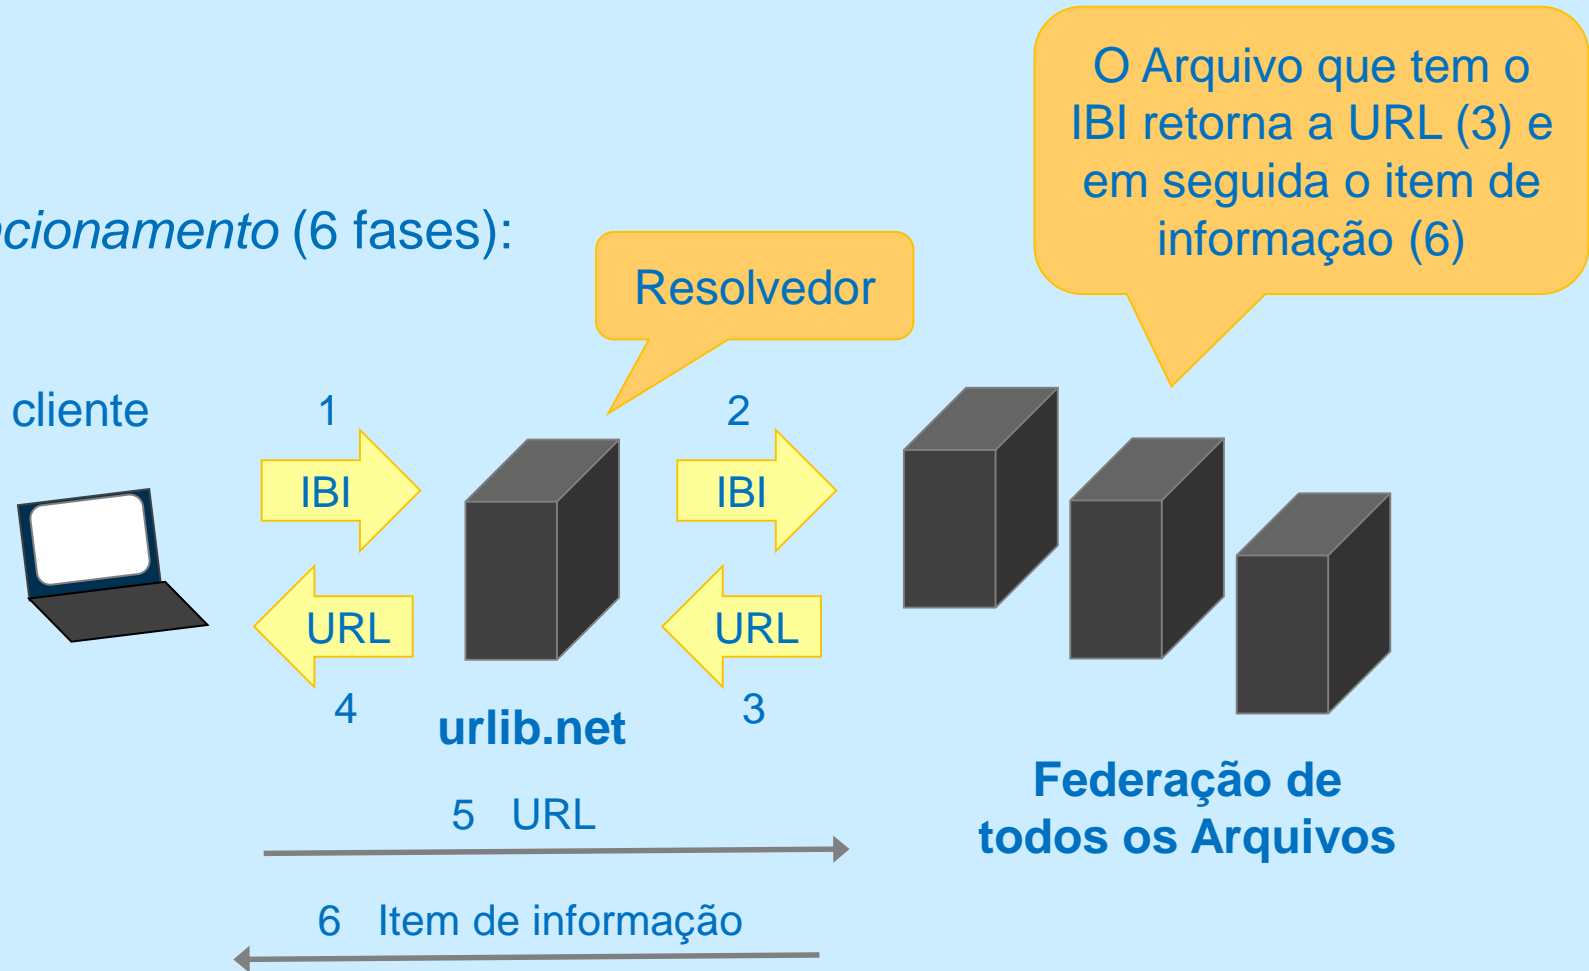 O Arquivo que tem o
IBI retorna a URL (3) e
em seguida o item de
informação (6)
ncionamento (6 fases):
Resolvedor
cliente
1
2
IBI
IBI
URL
URL
4
3
urlib.net
Federação de
todos os Arquivos
5 URL
6 Item de informação